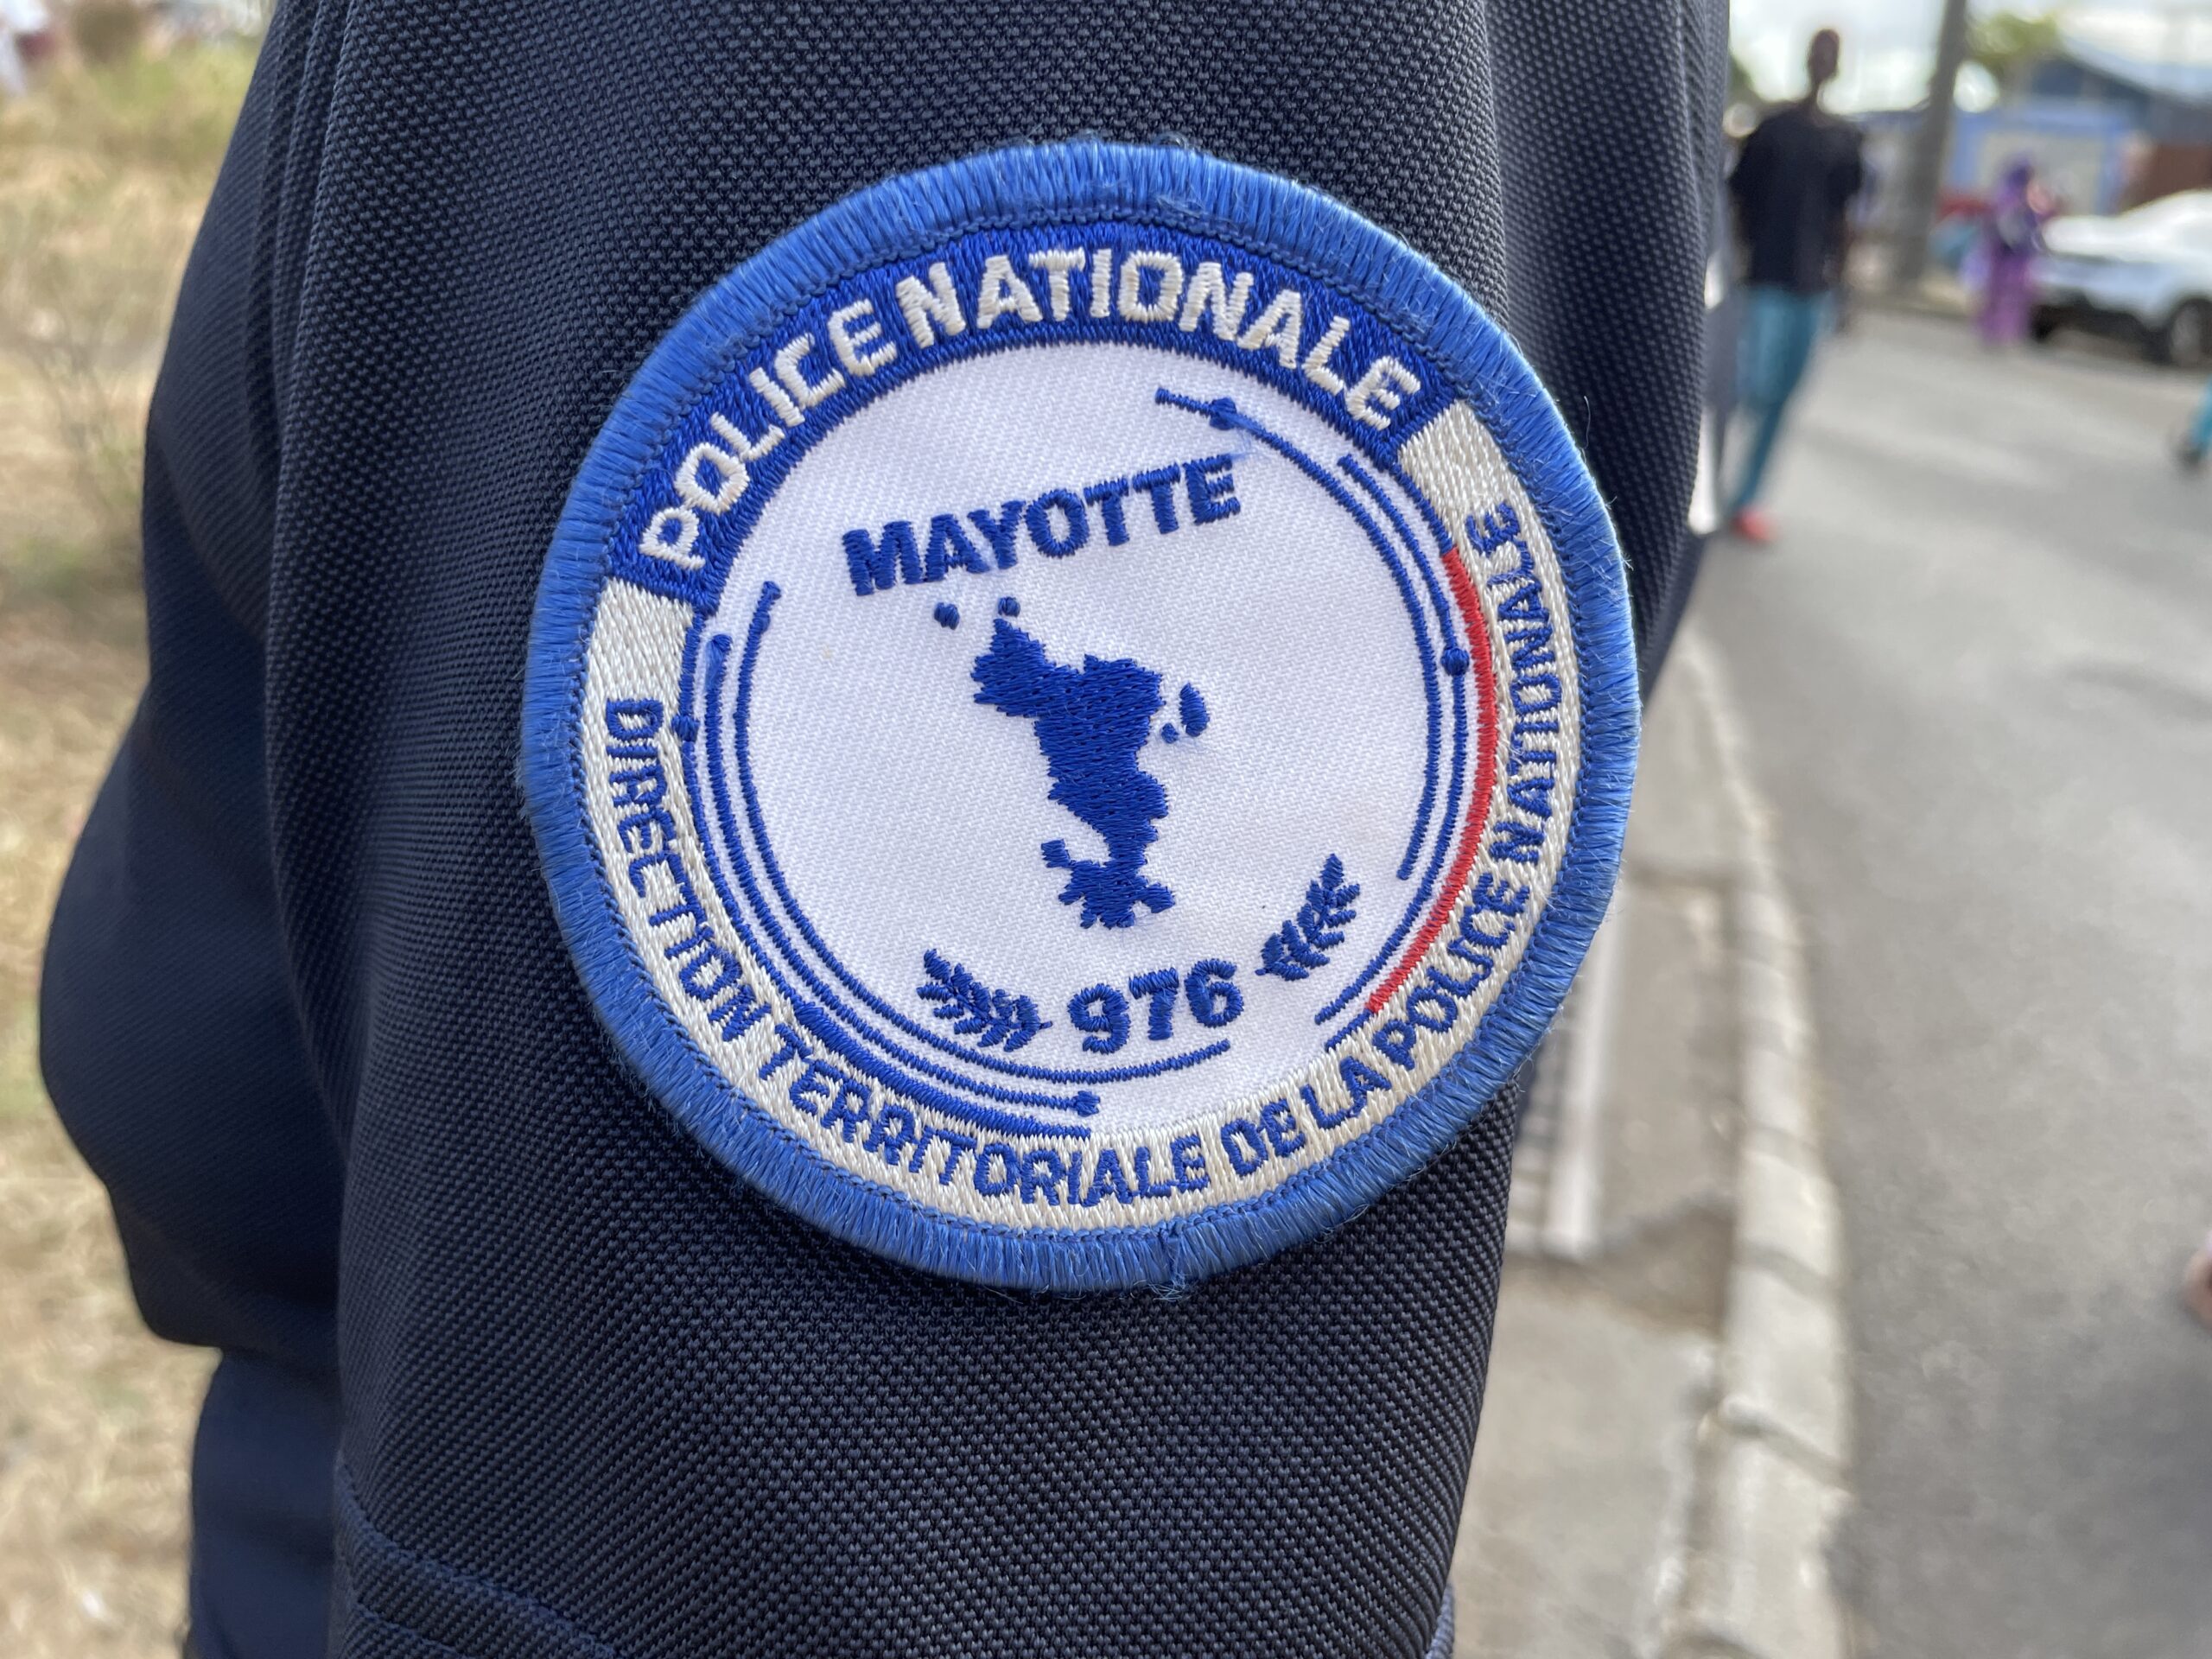 POLICE NATIONALE
MAYOTTE
976
DIRECTION TERRITORIALE DE LA POLICE NATIONALE